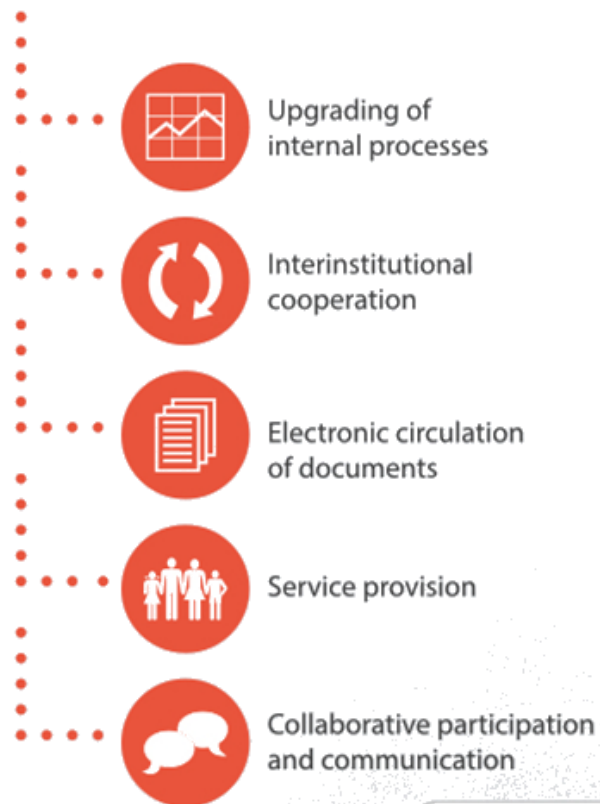 Upgrading of
internal processes
Interinstitutional
cooperation
Electronic circulation
of documents
Service provision
Collaborative participation
and communication